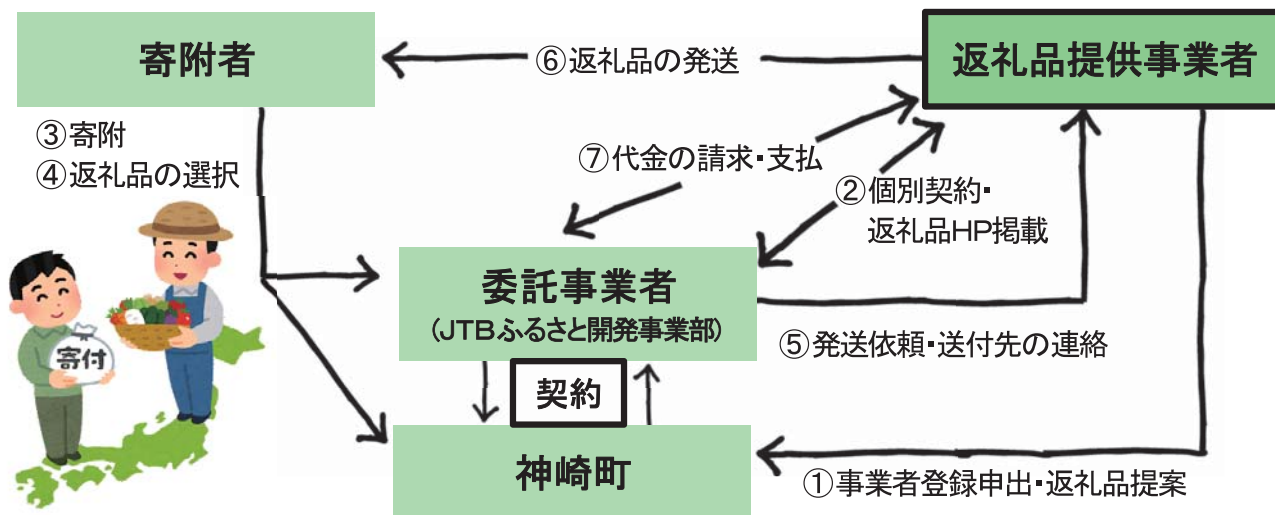 寄附者
⑥返礼品の発送
返礼品提供事業者
③寄附
④返礼品の選択
⑦代金の請求・支払
②個別契約・
返礼品HP掲載
委託事業者
(JTBふるさと開発事業部)
寄付
⑤発送依頼・送付先の連絡
契約
神崎町
①事業者登録申出・返礼品提案